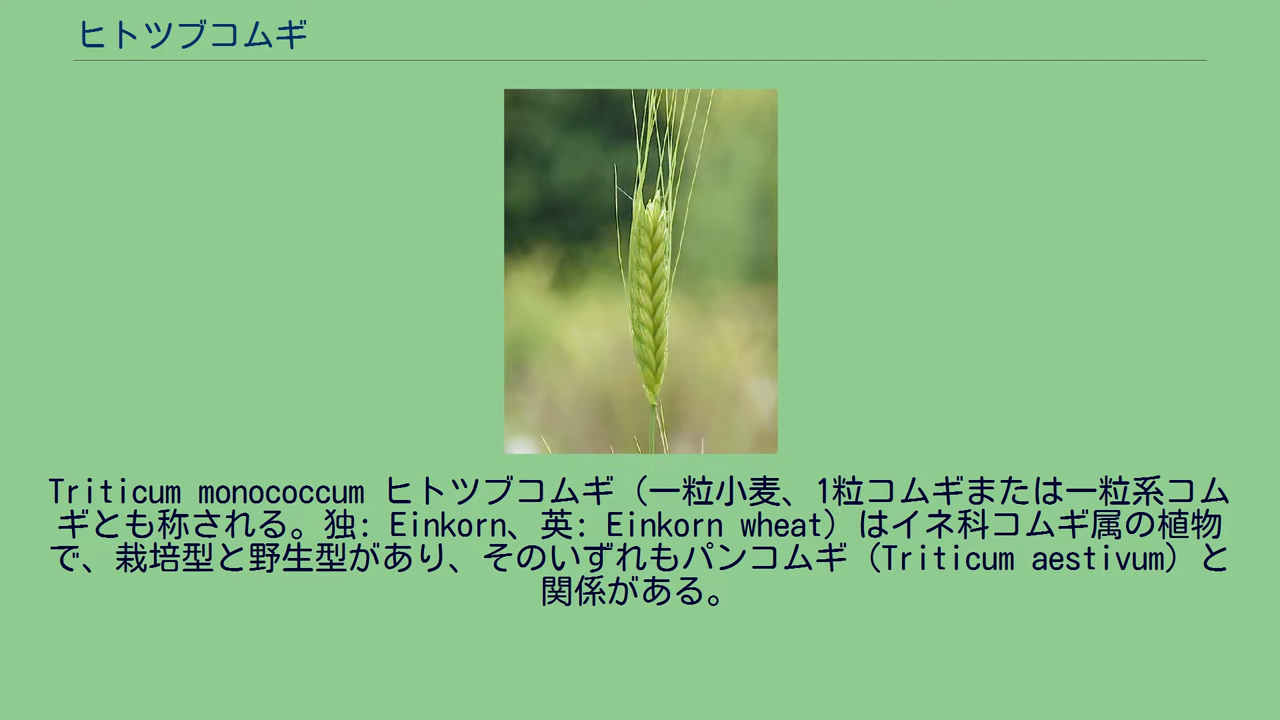 ヒトツブコムギ
Triticum monococcum ヒトツブコムギ（一粒小麦、1粒コムギまたは一粒系コム
ギとも称される。独: Einkorn、英: Einkorn wheat）はイネ科コムギ属の植物
で、栽培型と野生型があり、そのいずれもパンコムギ（Triticum aestivum）と
関係がある。